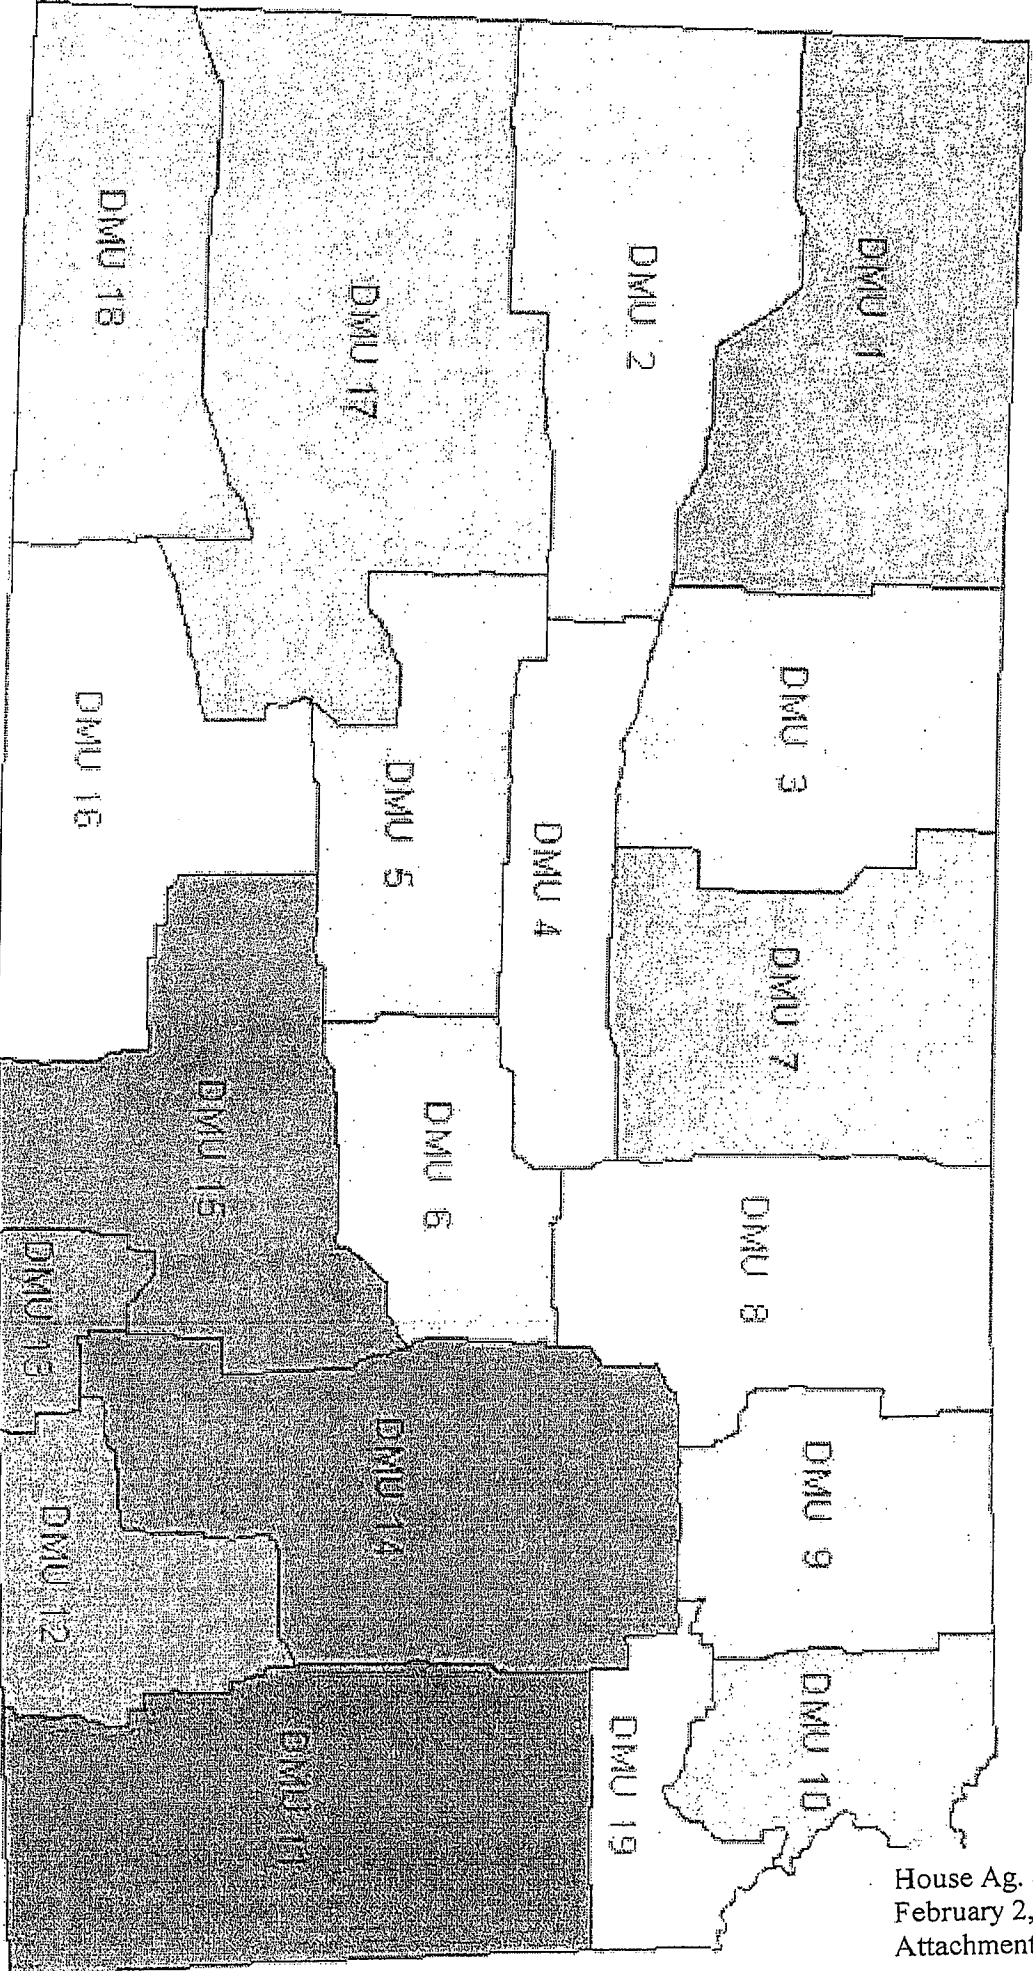 DMU 1
DMU 2
DMU 17
DMU 18
DMU 3
DMU 7
DMU 4
DMU 5
DMU 16
DMU 8
DMU 6
DMU 15
DMU 13
DMU 9
DMU 14
DMU 12
DMU 10
DMU 19
DMU 11
House Ag.
February 2,
Attachment